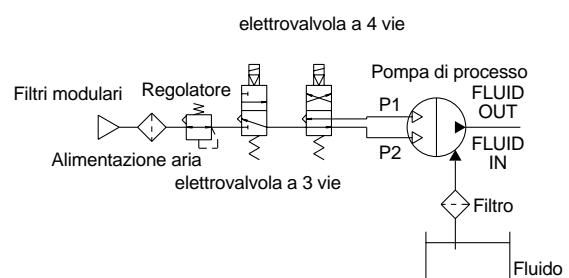 elettrovalvola a 4 vie
Pompa di processo
Regolatore
Filtri modulari
FLUID
OUT
P1
P2
FLUID
IN
Alimentazione aria
elettrovalvola a 3 vie
Filtro
Fluido